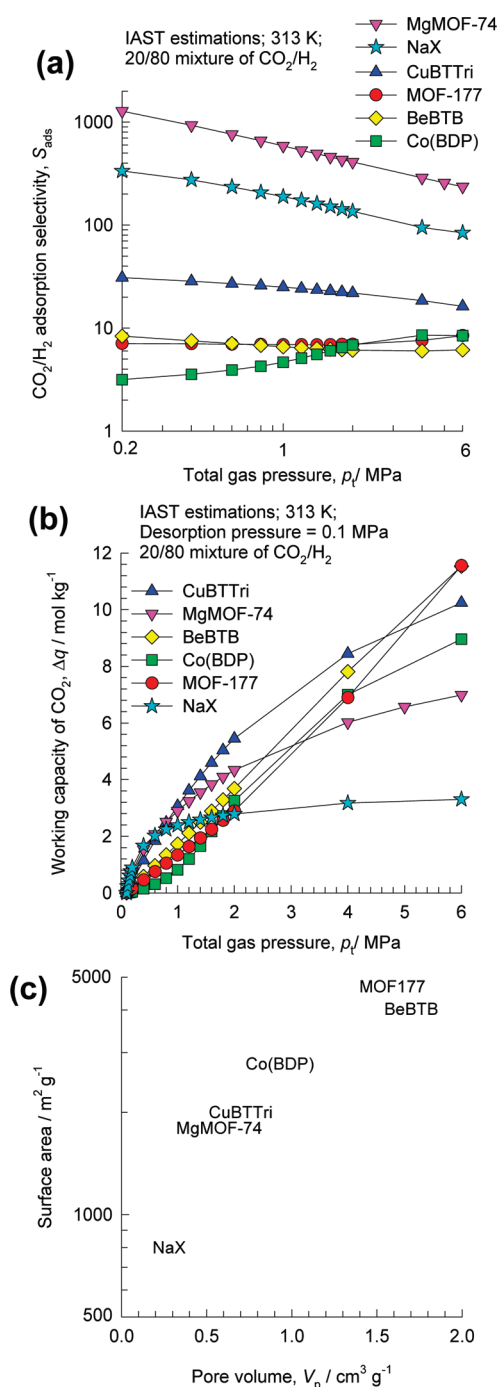 (a)
IAST estimations; 313 K;
20/80 mixture of CO₂/H₂
MgMOF-74
NaX
CuBTTri
MOF-177
BeBTB
Co(BDP)
CO₂/H₂ adsorption selectivity, S_ads
1000
100
10
1
0.2
1
6
Total gas pressure, pₜ/ MPa
(b)
IAST estimations; 313 K;
Desorption pressure = 0.1 MPa
20/80 mixture of CO₂/H₂
CuBTTri
MgMOF-74
BeBTB
Co(BDP)
MOF-177
NaX
Working capacity of CO₂, Δq / mol kg⁻¹
12
10
8
6
4
2
0
0
1
2
3
4
5
6
Total gas pressure, pₜ/ MPa
(c)
Surface area / m² g⁻¹
5000
1000
500
MOF177
BeBTB
Co(BDP)
CuBTTri
MgMOF-74
NaX
0.0
0.5
1.0
1.5
2.0
Pore volume, Vₚ / cm³ g⁻¹